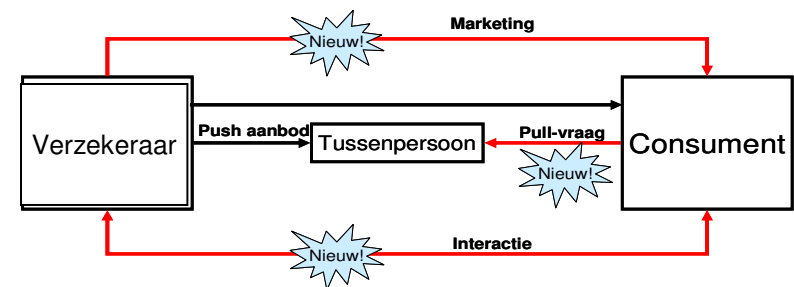 Marketing
Nieuw!
Verzekeraar
Push aanbod
Tussenpersoon
Pull-vraag
Consument
Nieuw!
Interactie
Nieuw!